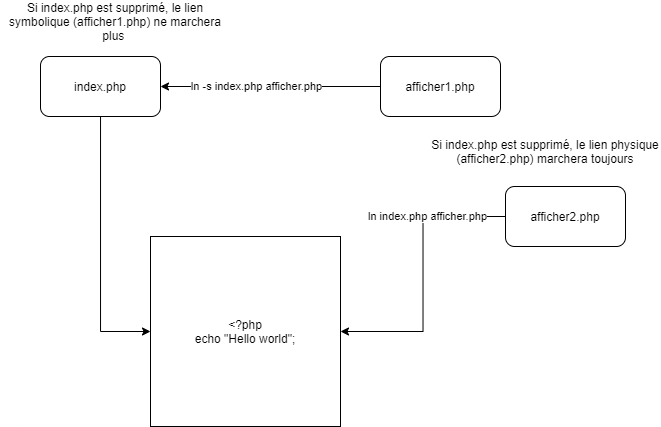 Si index.php est supprimé, le lien
symbolique (afficher1.php) ne marchera
plus
index.php
ln -s index.php afficher.php
afficher1.php
Si index.php est supprimé, le lien physique
(afficher2.php) marchera toujours
ln index.php afficher.php
afficher2.php
<?php
echo "Hello world";